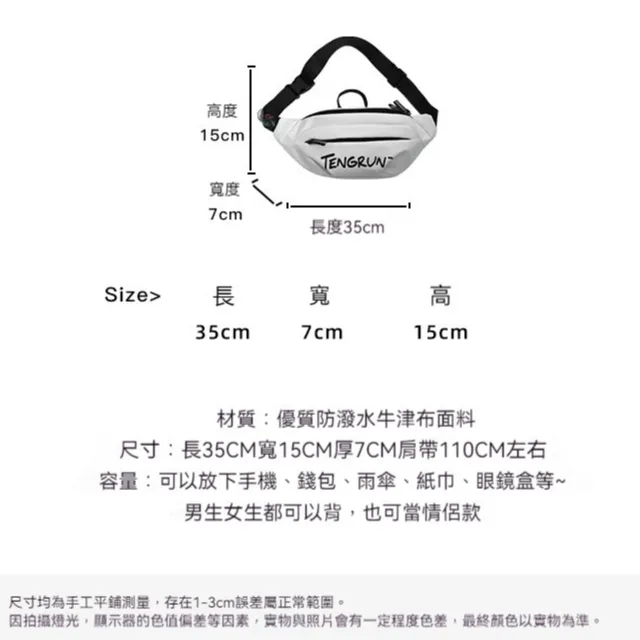 高度
15cm
TENGRUN
寬度
7cm
長度35cm
Size> 長 寬 高
35cm 7cm 15cm
材質：優質防潑水牛津布面料
尺寸：長35CM寬15CM厚7CM肩帶110CM左右
容量：可以放下手機、錢包、雨傘、紙巾、眼鏡盒等~
男生女生都可以背，也可當情侶款
尺寸均為手工平鋪測量，存在1-3cm誤差屬正常範圍。
因拍攝燈光，顯示器的色值偏差等因素，實物與照片會有一定程度色差，最終顏色以實物為準。